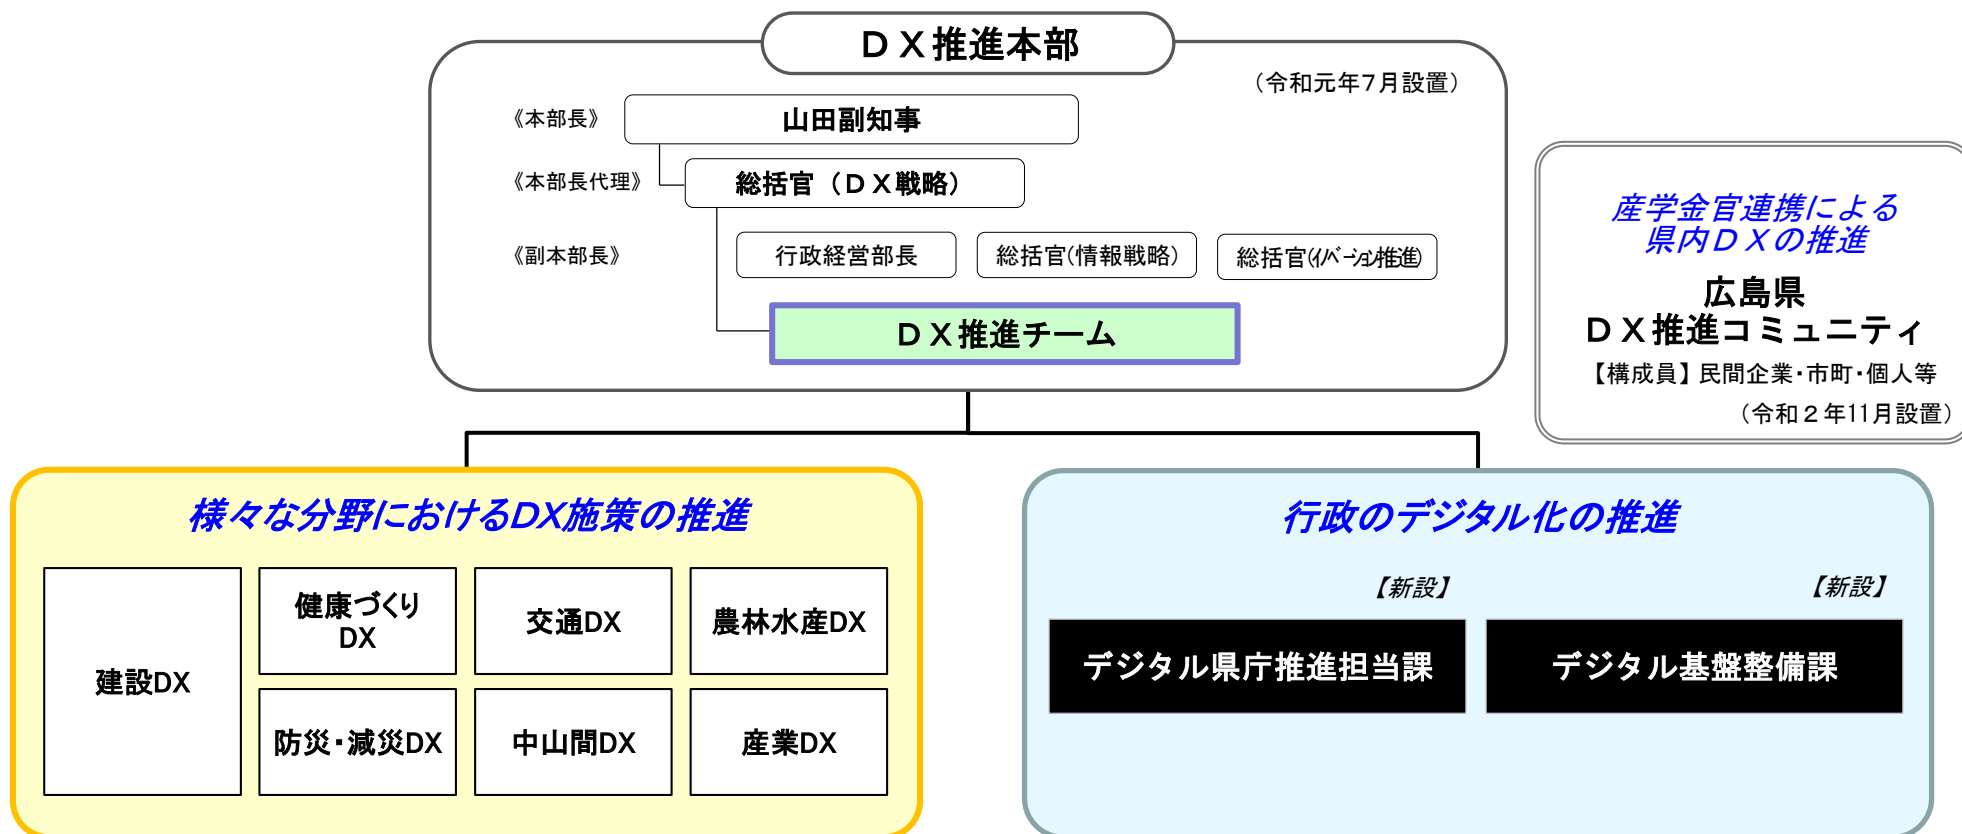 ＤＸ推進本部
（令和元年７月設置）
《本部長》
山田副知事
《本部長代理》
総括官（ＤＸ戦略）
《副本部長》
行政経営部長
総括官(情報戦略)
総括官(ｲﾉﾍﾞｰｼｮﾝ推進)
ＤＸ推進チーム
産学金官連携による
県内ＤＸの推進
広島県
ＤＸ推進コミュニティ
【構成員】民間企業・市町・個人等
（令和２年11月設置）
様々な分野におけるDX施策の推進
建設DX
健康づくり
DX
交通DX
農林水産DX
防災・減災DX
中山間DX
産業DX
行政のデジタル化の推進
【新設】
【新設】
デジタル県庁推進担当課
デジタル基盤整備課